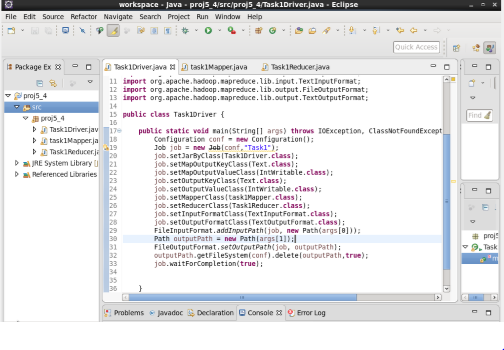 workspace - Java - proj5_4/src/proj5_4/Task1Driver.java - Eclipse
File Edit Source Refactor Navigate Search Project Run Window Help
Quick Access
Package Ex
proj5_4
src
proj5_4
Task1Driver.jav
task1Mapper.ja
Task1Reducer.ja
JRE System Library [j
Referenced Libraries
Task1Driver.java task1Mapper.java Task1Reducer.java
11 import org.apache.hadoop.mapreduce.lib.input.TextInputFormat;
12 import org.apache.hadoop.mapreduce.lib.output.FileOutputFormat;
13 import org.apache.hadoop.mapreduce.lib.output.TextOutputFormat;
14
15 public class Task1Driver {
16
17 public static void main(String[] args) throws IOException, ClassNotFoundExcept
18 Configuration conf = new Configuration();
19 Job job = new Job(conf,"Task1");
20 job.setJarByClass(Task1Driver.class);
21 job.setMapOutputKeyClass(Text.class);
22 job.setMapOutputValueClass(IntWritable.class);
23 job.setOutputKeyClass(Text.class);
24 job.setOutputValueClass(IntWritable.class);
25 job.setMapperClass(task1Mapper.class);
26 job.setReducerClass(Task1Reducer.class);
27 job.setInputFormatClass(TextInputFormat.class);
28 job.setOutputFormatClass(TextOutputFormat.class);
29 FileInputFormat.addInputPath(job, new Path(args[0]));
30 Path outputPath = new Path(args[1]);
31 FileOutputFormat.setOutputPath(job, outputPath);
32 outputPath.getFileSystem(conf).delete(outputPath,true);
33 job.waitForCompletion(true);
34
35
36 }
Find
proj5
Task
Problems Javadoc Declaration Console Error Log